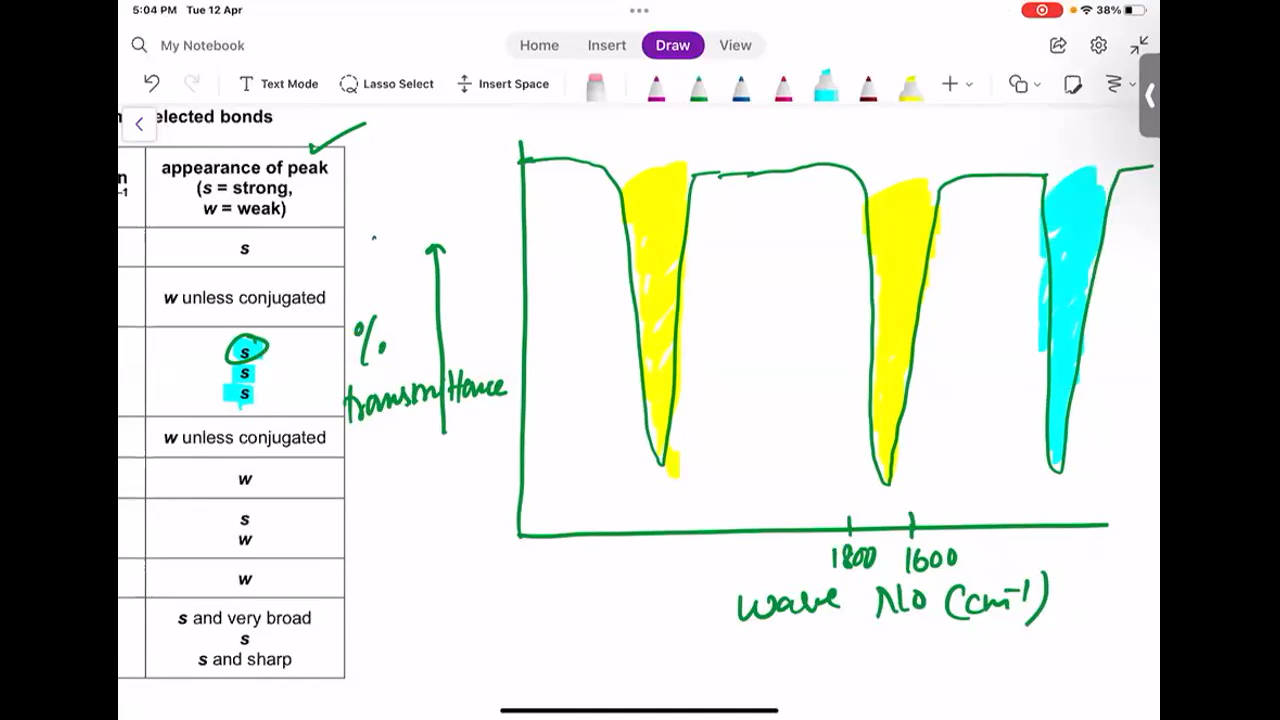 5:04 PM Tue 12 Apr
38%
My Notebook
Home Insert Draw View
Text Mode Lasso Select Insert Space
elected bonds
n
-1
appearance of peak
(s = strong,
w = weak)
s
w unless conjugated
s
s
s
w unless conjugated
w
s
w
w
s and very broad
s
s and sharp
%
transmittance
1800 1600
wave No (cm-1)